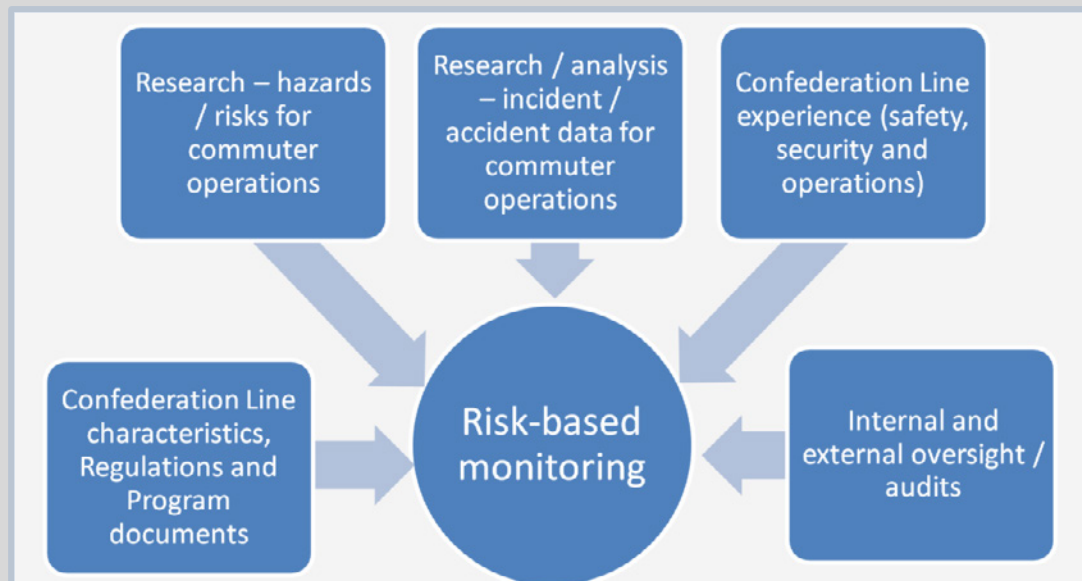 Research – hazards
/ risks for
commuter
operations
Research / analysis
– incident /
accident data for
commuter
operations
Confederation Line
experience (safety,
security and
operations)
Confederation Line
characteristics,
Regulations and
Program
documents
Risk-based
monitoring
Internal and
external oversight /
audits